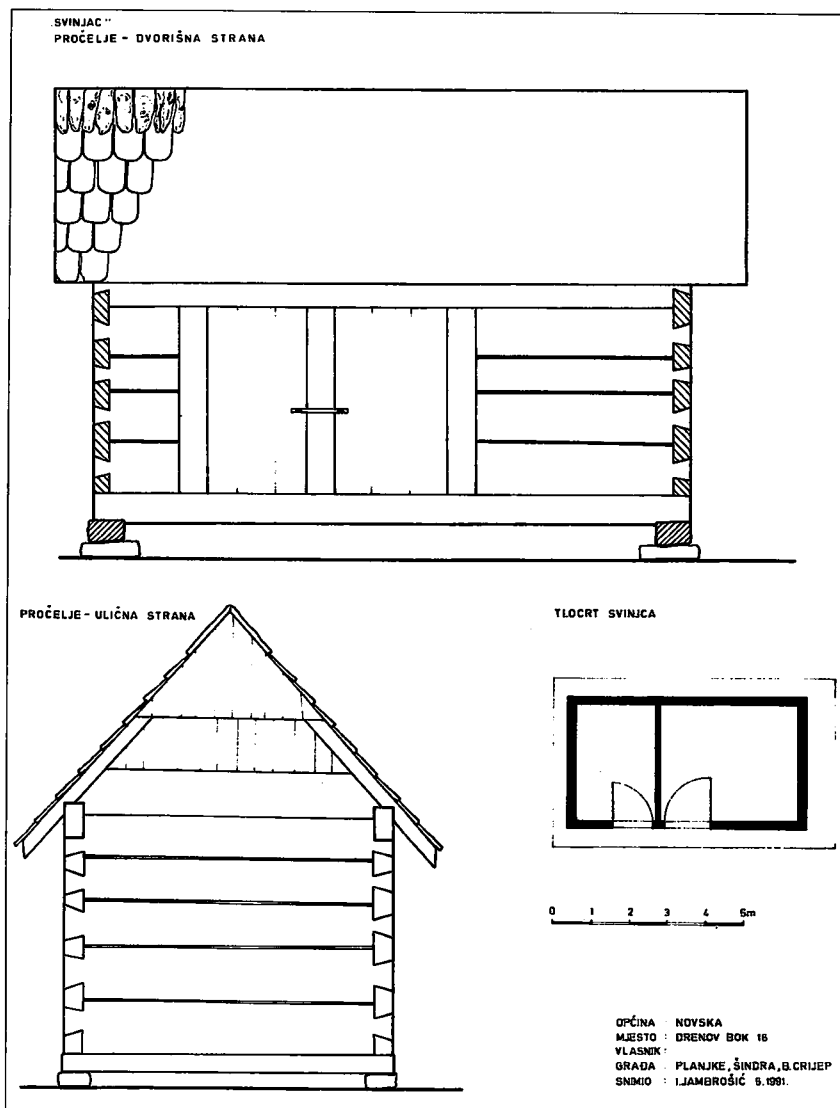 „SVINJAC"
PROČELJE - DVORIŠNA STRANA
PROČELJE - ULIČNA STRANA
TLOCRT SVINJCA
0 1 2 3 4 5m
OPĆINA : NOVSKA
MJESTO : DRENOV BOK 16
VLASNIK :
GRAĐA : PLANJKE, ŠINDRA, B.CRIJEP
SNIMIO : I.JAMBROŠIĆ 5.1991.